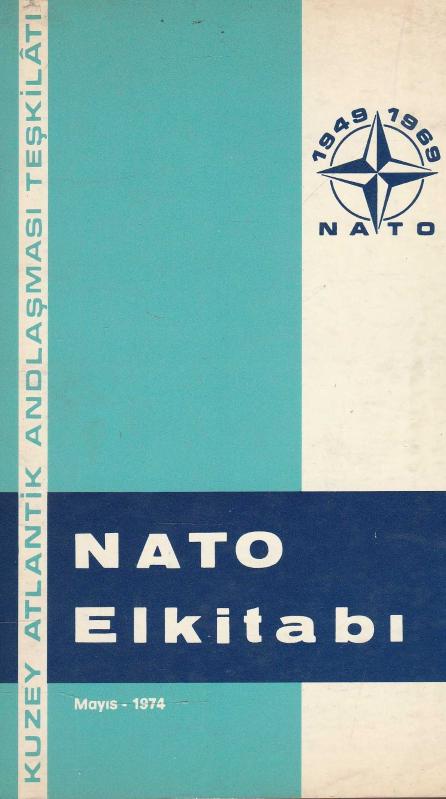 KUZEY ATLANTİK ANDLAŞMASI TEŞKİLÂTI
1949 1969
NATO
NATO
Elkitabı
Mayıs - 1974